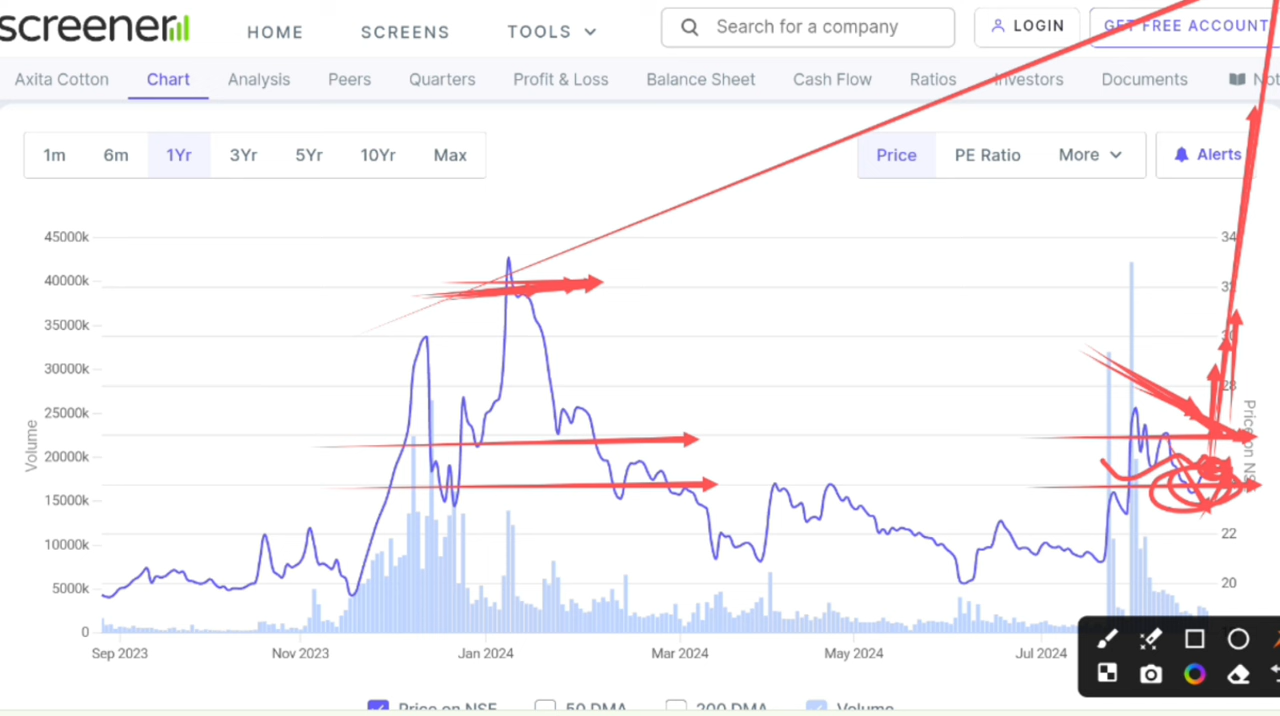 screener
HOME SCREENS TOOLS
Search for a company
LOGIN
GET FREE ACCOUNT
Axita Cotton Chart Analysis Peers Quarters Profit & Loss Balance Sheet Cash Flow Ratios Investors Documents
1m 6m 1Yr 3Yr 5Yr 10Yr Max
Price PE Ratio More Alerts
45000k 34
40000k
35000k
30000k
28
25000k
20000k
15000k
10000k 22
5000k 20
0
Volume
Price on
Sep 2023 Nov 2023 Jan 2024 Mar 2024 May 2024 Jul 2024
Price on NSE 50 DMA 200 DMA Volume